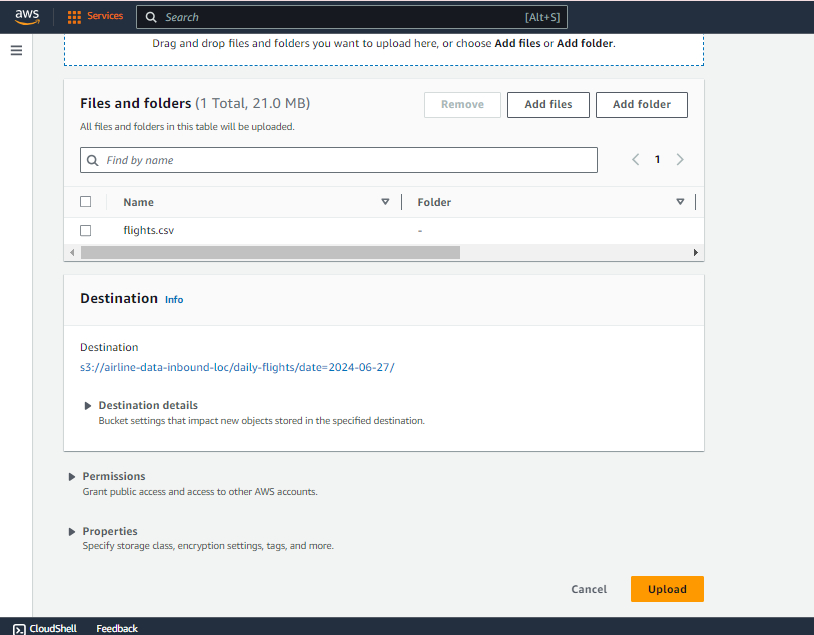 aws
Services
Search [Alt+S]
Drag and drop files and folders you want to upload here, or choose Add files or Add folder.
Files and folders (1 Total, 21.0 MB)
Remove Add files Add folder
All files and folders in this table will be uploaded.
Find by name
1
Name Folder
flights.csv -
Destination Info
Destination
s3://airline-data-inbound-loc/daily-flights/date=2024-06-27/
Destination details
Bucket settings that impact new objects stored in the specified destination.
Permissions
Grant public access and access to other AWS accounts.
Properties
Specify storage class, encryption settings, tags, and more.
Cancel Upload
CloudShell Feedback